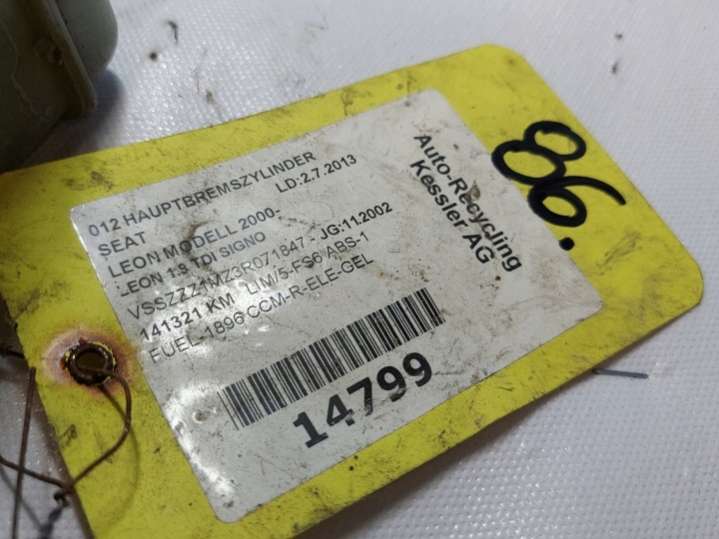 012 HAUPTBREMSZYLINDER
SEAT LD:2.7.2013
LEON MODELL 2000-
LEON 1.9 TDI SIGNO
VSSZZZ1MZ3R071847 - JG:11.2002
141321 KM LIM/5-FS6 ABS-1
FUEL-1896 CCM-R-ELE-GEL
14799
Auto-Recycling
Kessler AG
86.